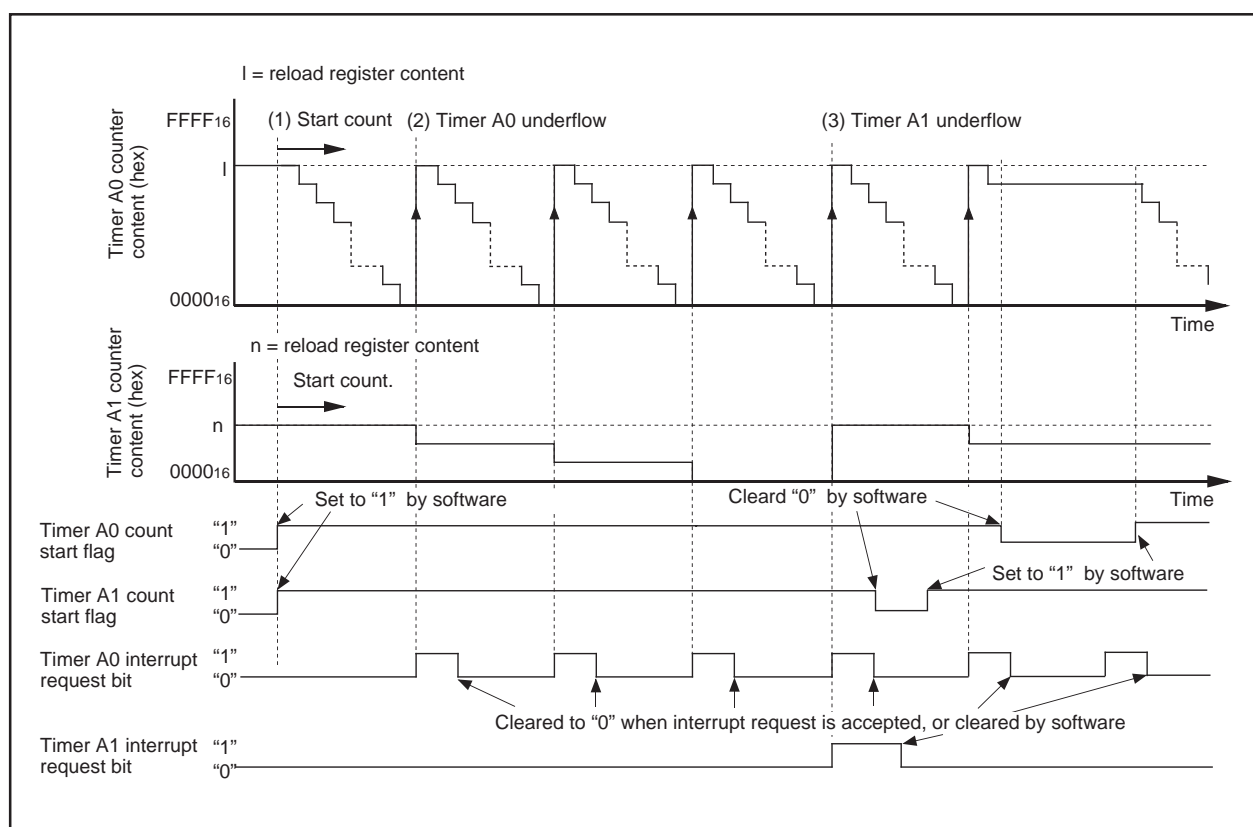 l = reload register content
FFFF16
(1) Start count
(2) Timer A0 underflow
(3) Timer A1 underflow
Timer A0 counter
content (hex)
l
000016
Time
n = reload register content
FFFF16
Start count.
Timer A1 counter
content (hex)
n
000016
Time
Set to “1” by software
Cleard “0” by software
Timer A0 count
start flag
“1”
“0”
Set to “1” by software
Timer A1 count
start flag
“1”
“0”
Timer A0 interrupt
request bit
“1”
“0”
Cleared to “0” when interrupt request is accepted, or cleared by software
Timer A1 interrupt
request bit
“1”
“0”